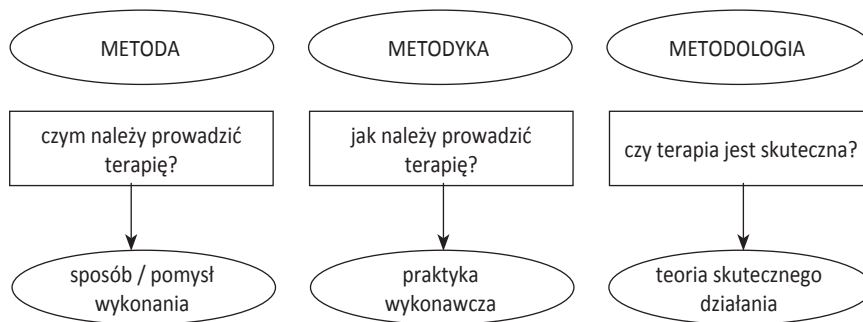 METODA
METODYKA
METODOLOGIA
czym należy prowadzić
terapię?
jak należy prowadzić
terapię?
czy terapia jest skuteczna?
sposób / pomysł
wykonania
praktyka
wykonawcza
teoria skutecznego
działania